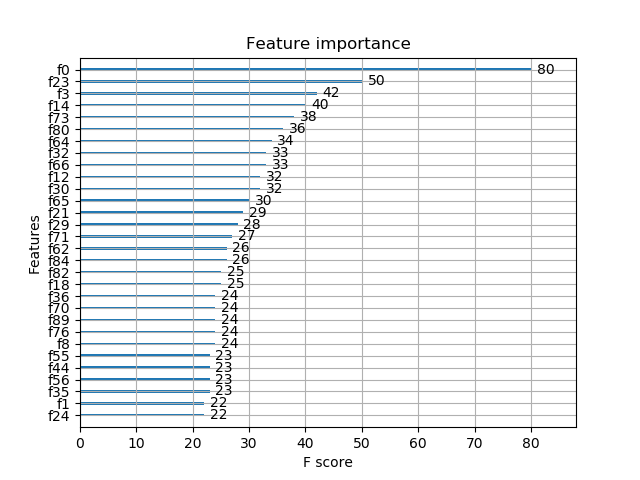 Feature importance
f0 80
f23 50
f3 42
f14 40
f73 38
f80 36
f64 34
f32 33
f66 33
f12 32
f30 32
f65 30
f21 29
f29 28
f71 27
f62 26
f84 26
f82 25
f18 25
f36 24
f70 24
f89 24
f76 24
f8 24
f55 23
f44 23
f56 23
f35 23
f1 22
f24 22
Features
0 10 20 30 40 50 60 70 80
F score